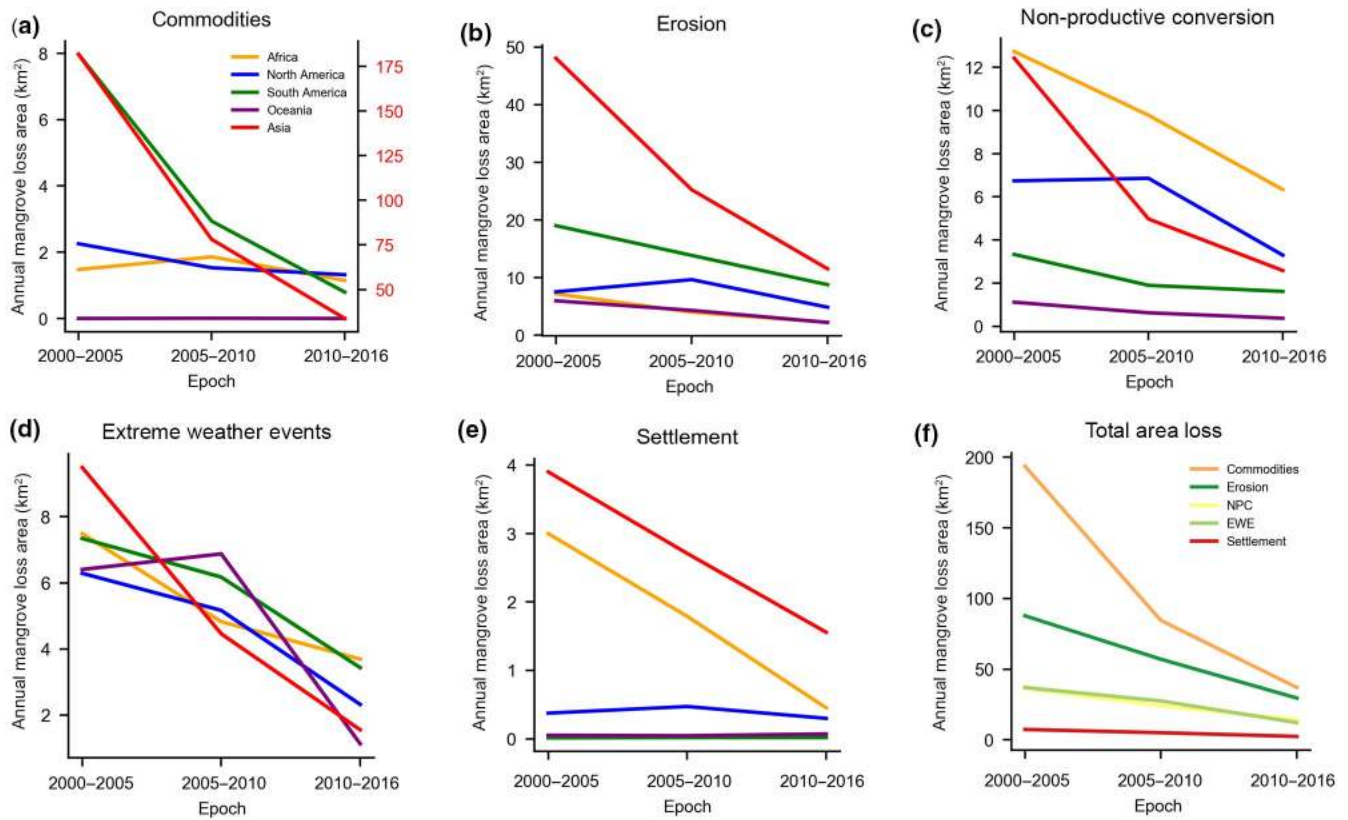 (a)
Commodities
Annual mangrove loss area (km²)
8
6
4
2
0
175
150
125
100
75
50
Africa
North America
South America
Oceania
Asia
2000–2005
2005–2010
2010–2016
Epoch
(b)
Erosion
Annual mangrove loss area (km²)
50
40
30
20
10
0
2000–2005
2005–2010
2010–2016
Epoch
(c)
Non-productive conversion
Annual mangrove loss area (km²)
12
10
8
6
4
2
0
2000–2005
2005–2010
2010–2016
Epoch
(d)
Extreme weather events
Annual mangrove loss area (km²)
8
6
4
2
2000–2005
2005–2010
2010–2016
Epoch
(e)
Settlement
Annual mangrove loss area (km²)
4
3
2
1
0
2000–2005
2005–2010
2010–2016
Epoch
(f)
Total area loss
Annual mangrove loss area (km²)
200
150
100
50
0
Commodities
Erosion
NPC
EWE
Settlement
2000–2005
2005–2010
2010–2016
Epoch